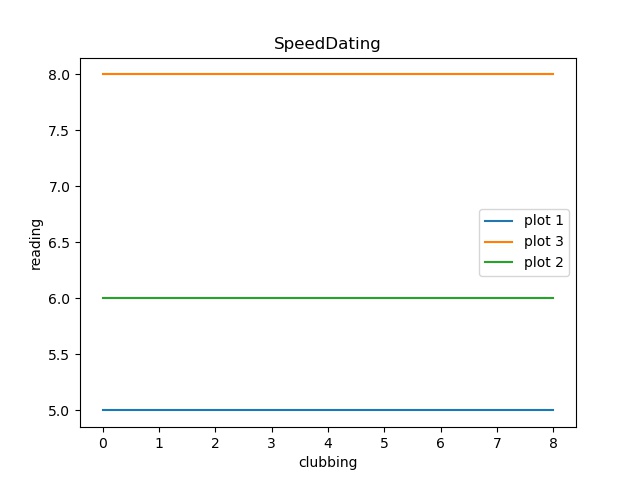 SpeedDating
8.0
7.5
7.0
6.5
6.0
5.5
5.0
reading
plot 1
plot 3
plot 2
0 1 2 3 4 5 6 7 8
clubbing